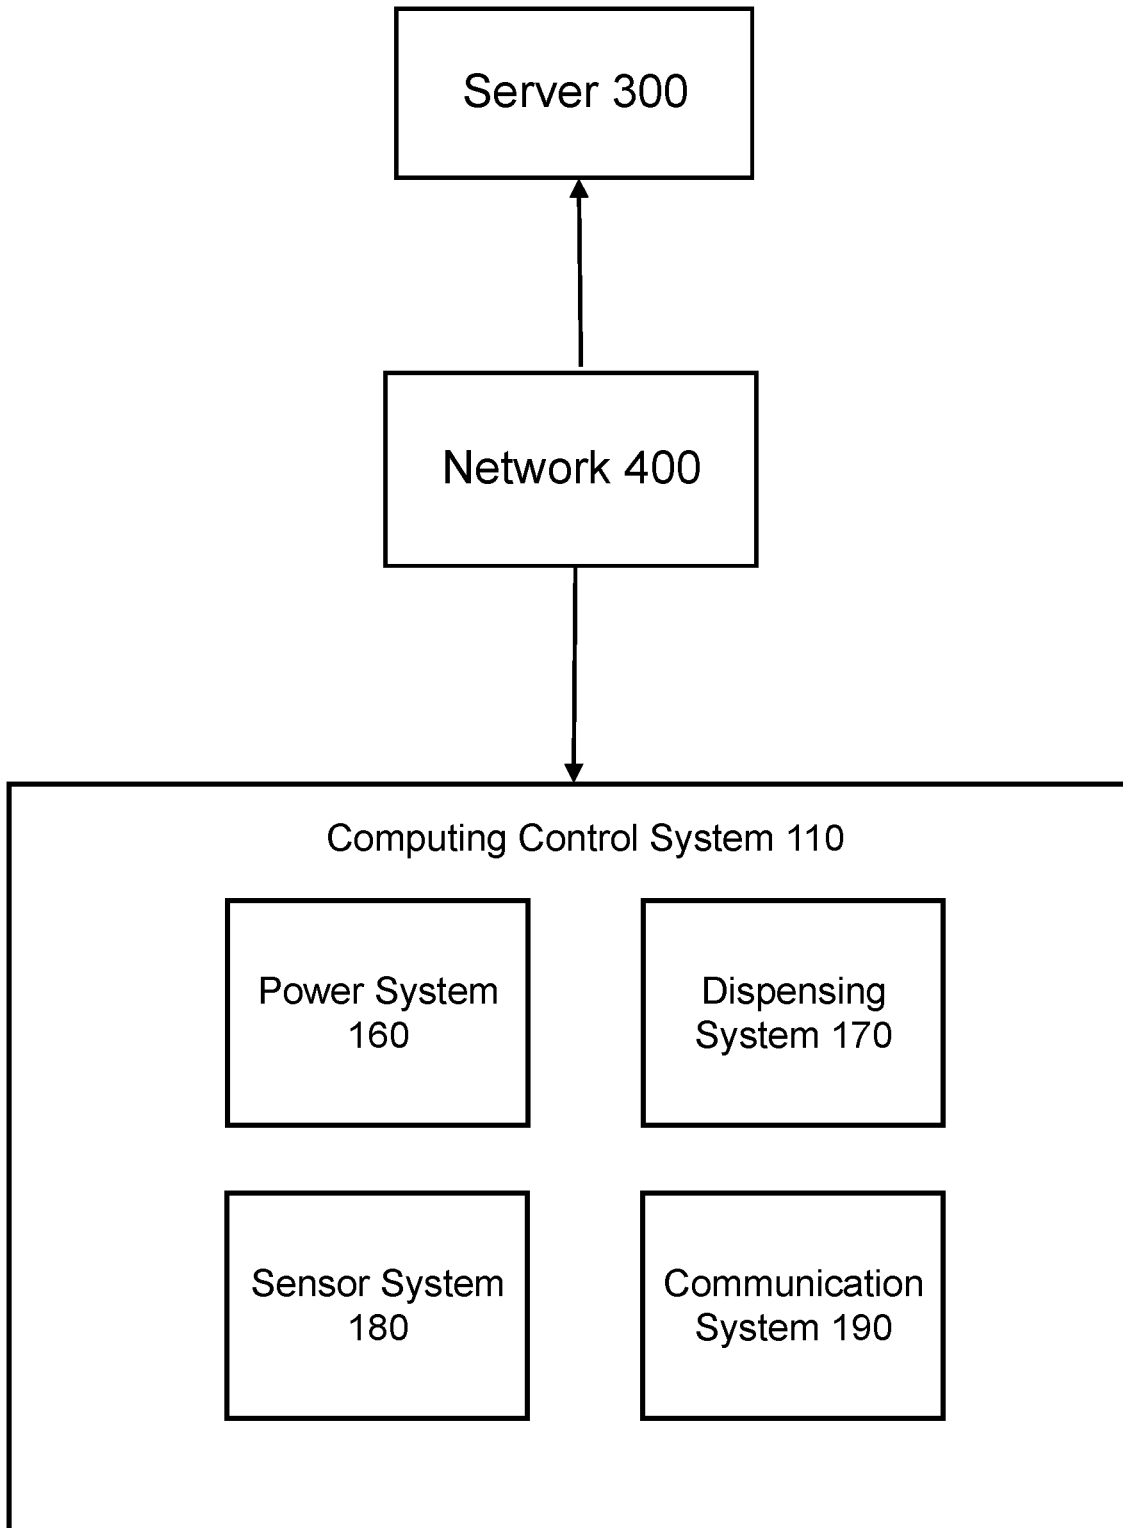 Server 300
Network 400
Computing Control System 110
Power System
160
Dispensing
System 170
Sensor System
180
Communication
System 190